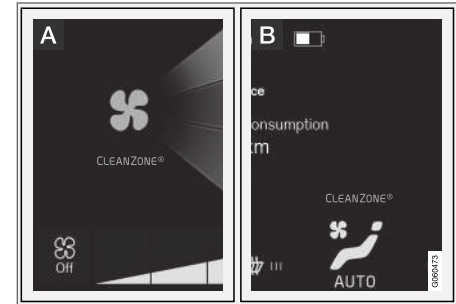 A
CLEANZONE®
Off
B
ce
onsumption
km
CLEANZONE®
AUTO
G060473